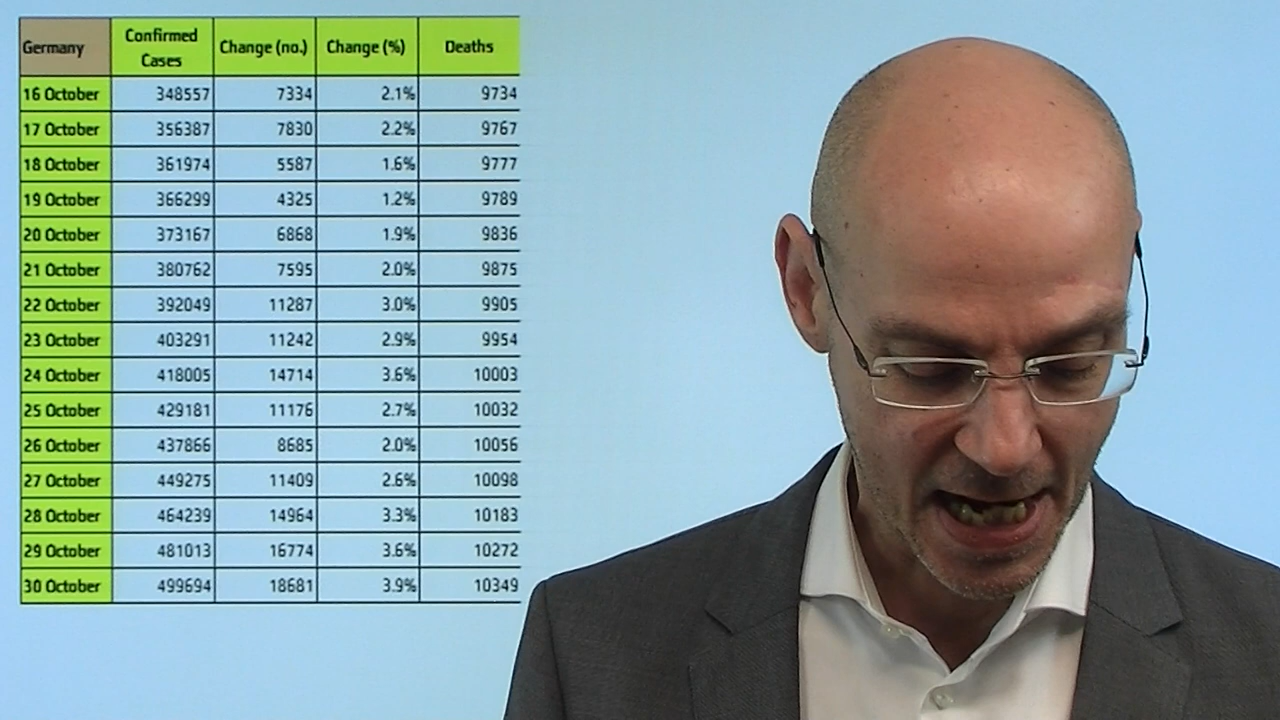 Germany Confirmed Cases Change (no.) Change (%) Deaths
16 October 348557 7334 2.1% 9734
17 October 356387 7830 2.2% 9767
18 October 361974 5587 1.6% 9777
19 October 366299 4325 1.2% 9789
20 October 373167 6868 1.9% 9836
21 October 380762 7595 2.0% 9875
22 October 392049 11287 3.0% 9905
23 October 403291 11242 2.9% 9954
24 October 418005 14714 3.6% 10003
25 October 429181 11176 2.7% 10032
26 October 437866 8685 2.0% 10056
27 October 449275 11409 2.6% 10098
28 October 464239 14964 3.3% 10183
29 October 481013 16774 3.6% 10272
30 October 499694 18681 3.9% 10349